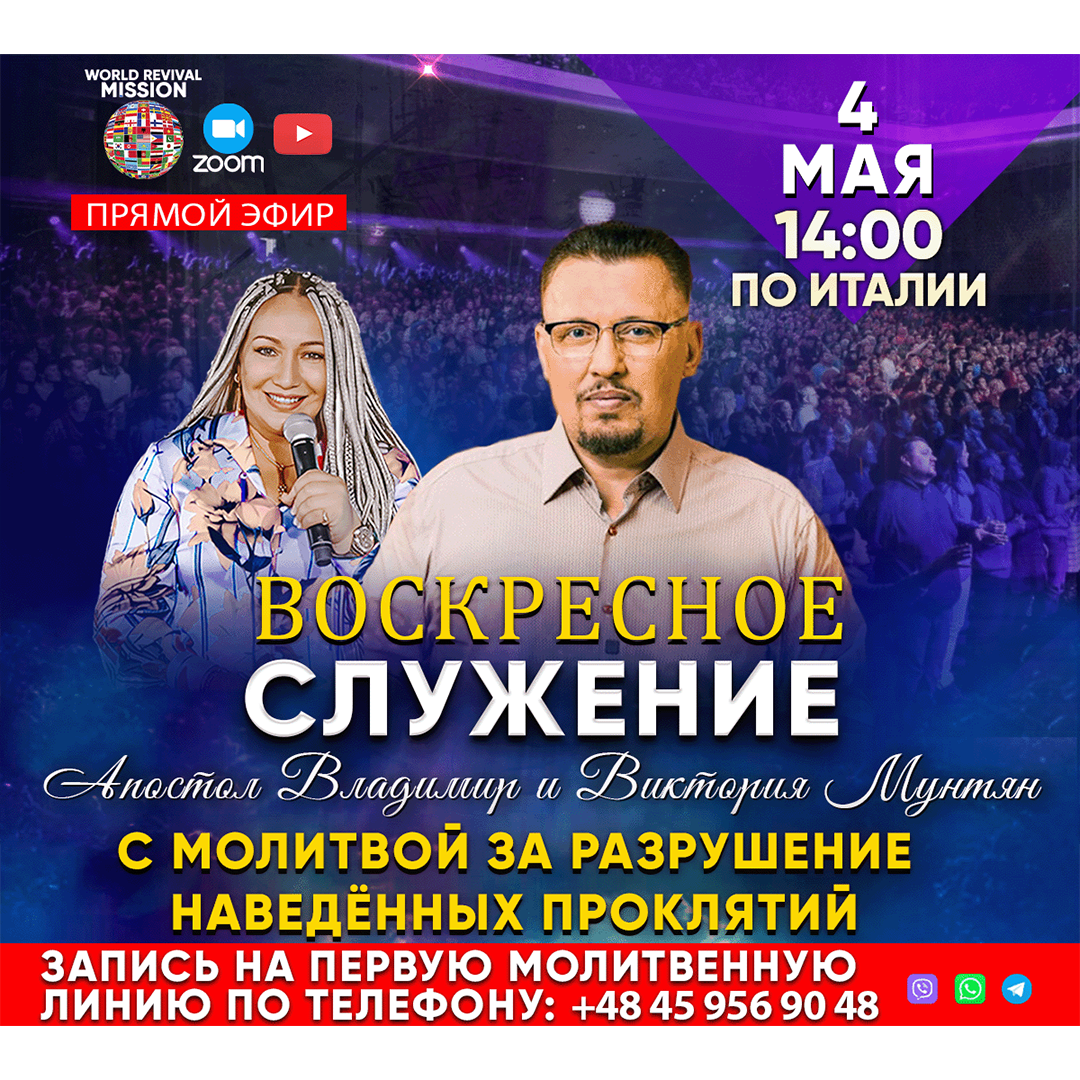 WORLD REVIVAL
MISSION
zoom
ПРЯМОЙ ЭФИР
4
МАЯ
14:00
ПО ИТАЛИИ
ВОСКРЕСНОЕ
СЛУЖЕНИЕ
Апостол Владимир и Виктория Мунтян
С МОЛИТВОЙ ЗА РАЗРУШЕНИЕ
НАВЕДЁННЫХ ПРОКЛЯТИЙ
ЗАПИСЬ НА ПЕРВУЮ МОЛИТВЕННУЮ
ЛИНИЮ ПО ТЕЛЕФОНУ: +48 45 956 90 48